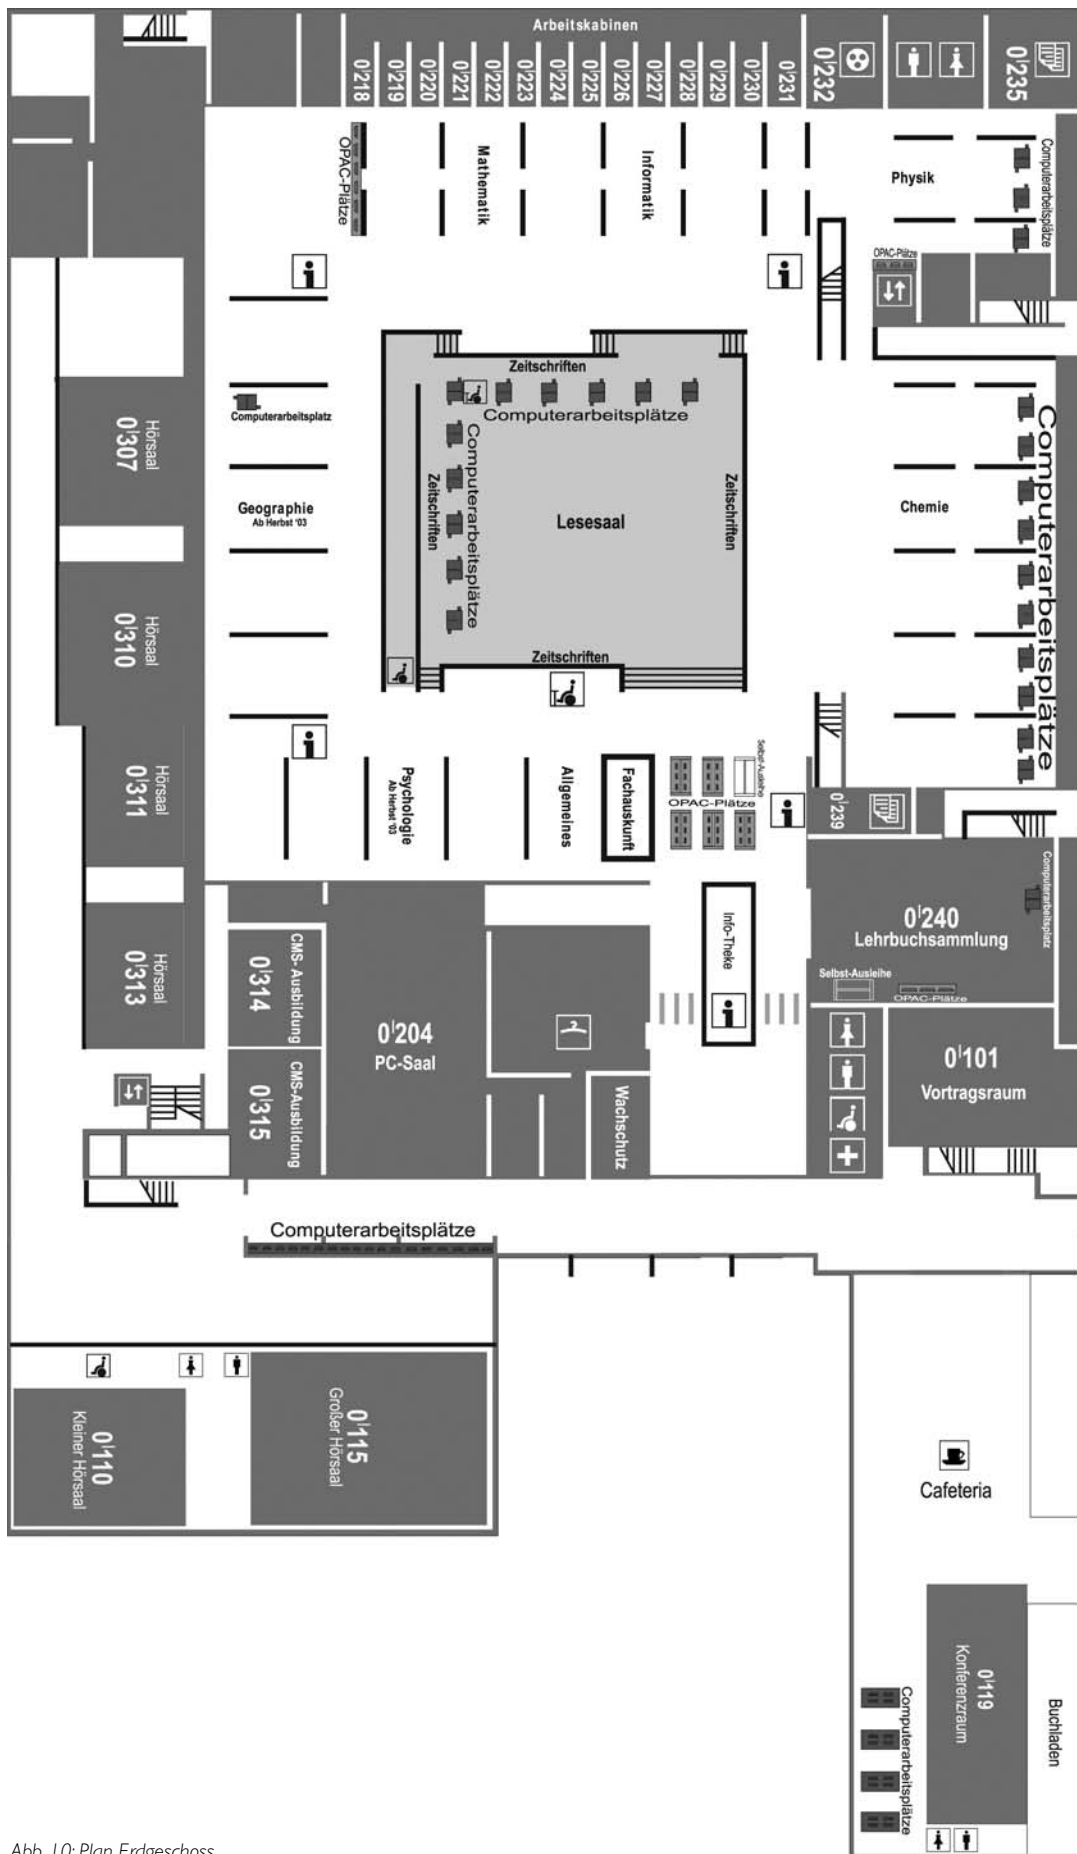 Arbeitskabinen
0|218
0|219
0|220
0|221
0|222
0|223
0|224
0|225
0|226
0|227
0|228
0|229
0|230
0|231
0|232
0|235
OPAC-Plätze
Mathematik
Informatik
Physik
Computerarbeitsplätze
OPAC-Plätze
Zeitschriften
Computerarbeitsplätze
Computerarbeitsplätze
Zeitschriften
Lesesaal
Zeitschriften
Zeitschriften
Computerarbeitsplatz
Geographie
Ab Herbst '03
Chemie
Computerarbeitsplätze
Hörsaal
0|307
Hörsaal
0|310
Hörsaal
0|311
Hörsaal
0|313
Psychologie
Ab Herbst '03
Allgemeines
Fachauskunft
Selbst-Ausleihe
OPAC-Plätze
0|239
Computerarbeitsplatz
0|240
Lehrbuchsammlung
Selbst-Ausleihe
OPAC-Plätze
Info-Theke
CMS-Ausbildung
0|314
CMS-Ausbildung
0|315
0|204
PC-Saal
Wachschutz
0|101
Vortragsraum
Computerarbeitsplätze
0|110
Kleiner Hörsaal
0|115
Großer Hörsaal
Cafeteria
0|119
Konferenzraum
Buchladen
Computerarbeitsplätze
Abb. 10: Plan Erdgeschoss